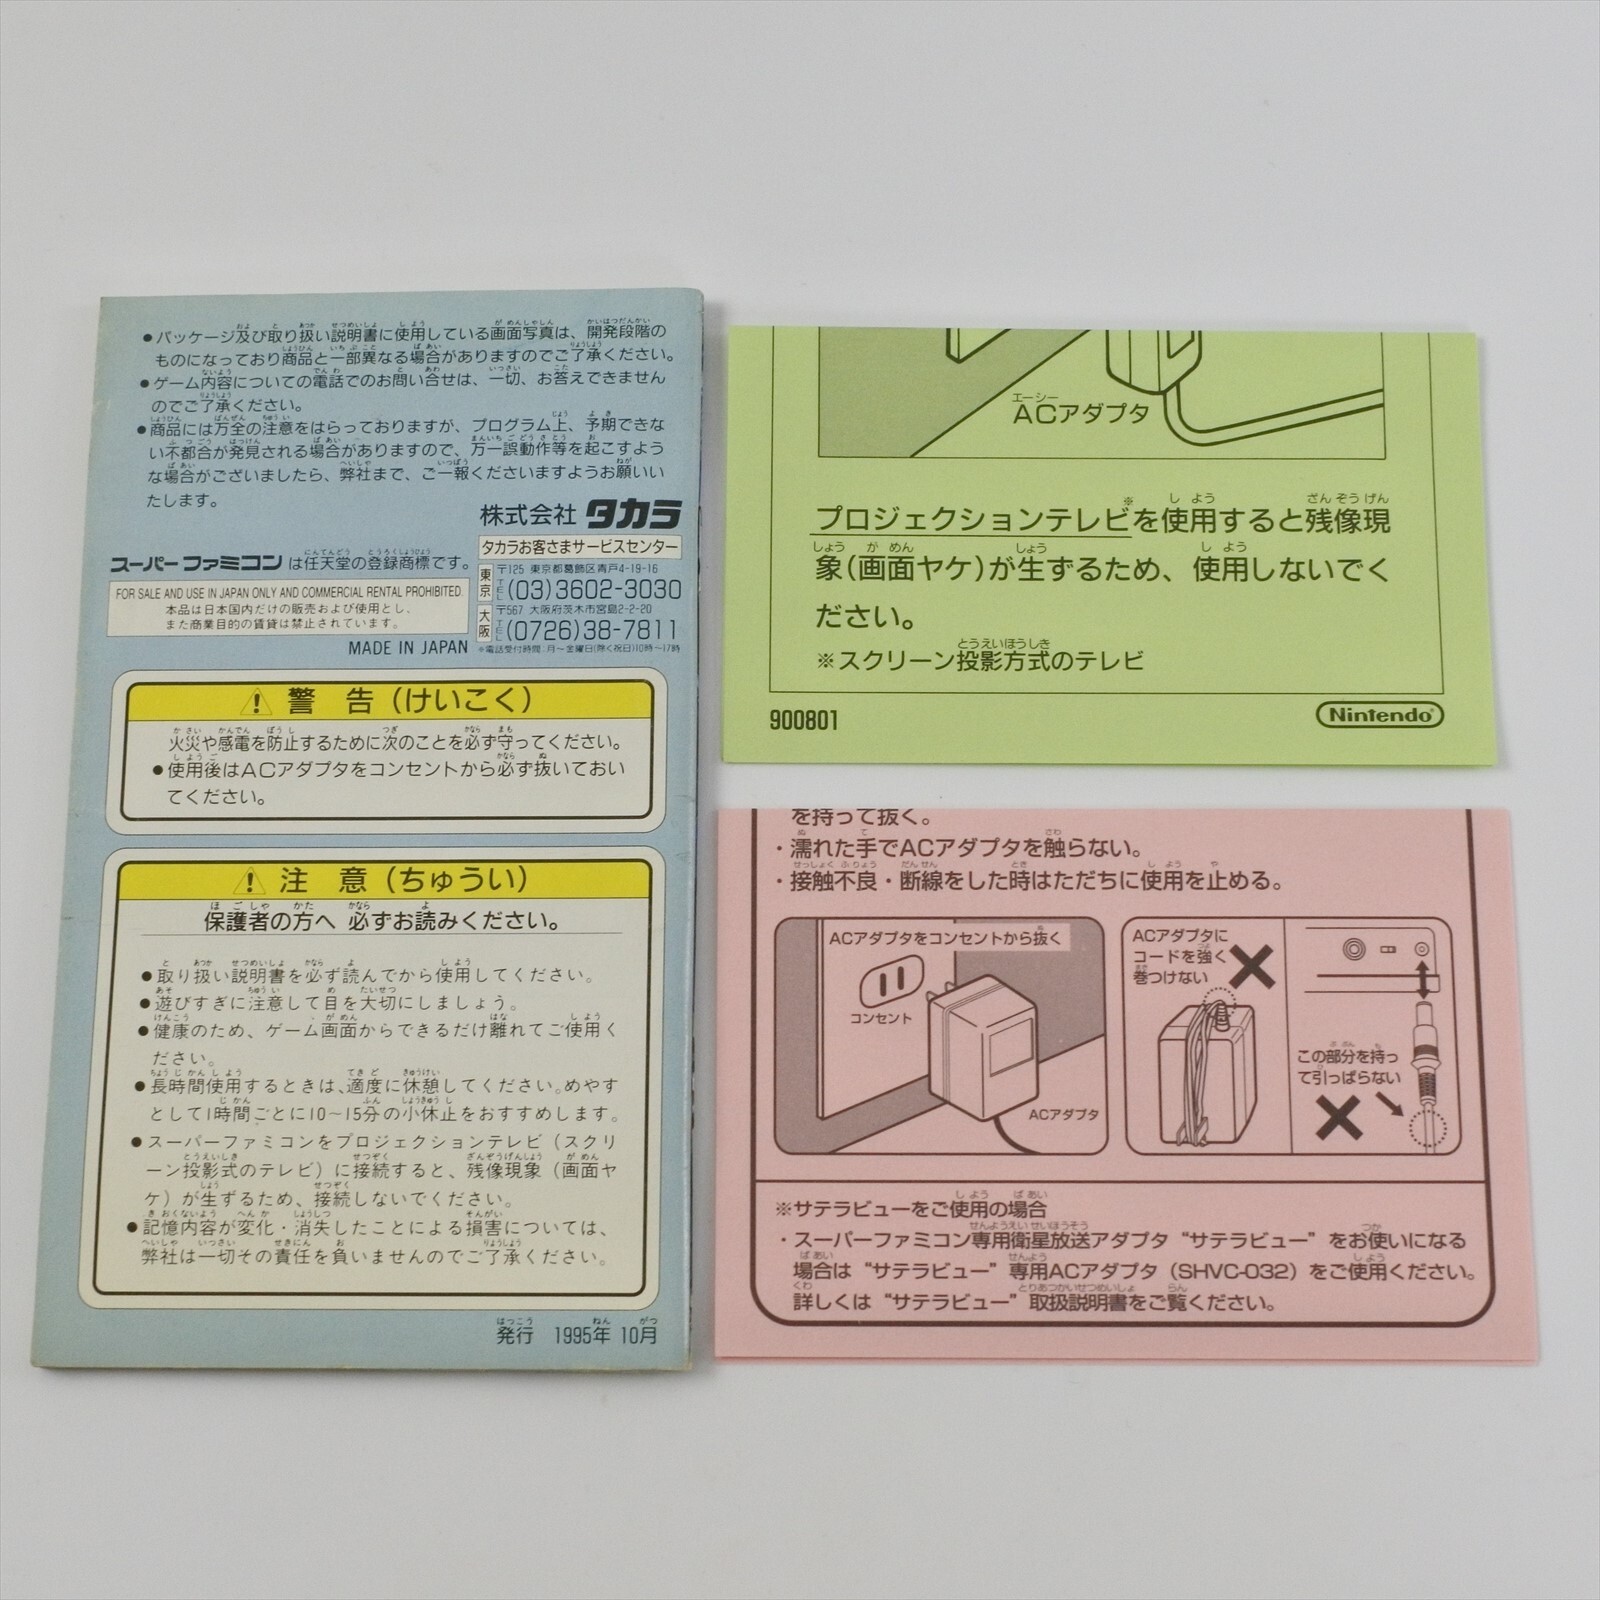 ●パッケージ及び取り扱い説明書に使用している画面写真は、開発段階の
ものになっており商品と一部異なる場合がありますのでご了承ください。
●ゲーム内容についての電話でのお問い合せは、一切、お答えできません
のでご了承ください。
●商品には万全の注意をはらっておりますが、プログラム上、予期できな
い不都合が発見される場合がありますので、万一誤動作等を起こすよう
な場合がございましたら、弊社まで、ご一報くださいますようお願いい
たします。
株式会社 タカラ
タカラお客さまサービスセンター
スーパーファミコンは任天堂の登録商標です。
FOR SALE AND USE IN JAPAN ONLY AND COMMERCIAL RENTAL PROHIBITED.
本品は日本国内だけの販売および使用とし、
また商業目的の賃貸は禁止されています。
MADE IN JAPAN
東京 〒125 東京都葛飾区青戸4-19-16
TEL (03)3602-3030
大阪 〒567 大阪府茨木市宮島2-2-20
TEL (0726)38-7811
※電話受付時間:月〜金曜日(除く祝日)10時〜17時
警 告(けいこく)
火災や感電を防止するために次のことを必ず守ってください。
●使用後はACアダプタをコンセントから必ず抜いておい
てください。
注 意(ちゅうい)
保護者の方へ 必ずお読みください。
●取り扱い説明書を必ず読んでから使用してください。
●遊びすぎに注意して目を大切にしましょう。
●健康のため、ゲーム画面からできるだけ離れてご使用く
ださい。
●長時間使用するときは、適度に休憩してください。めやす
として1時間ごとに10〜15分の小休止をおすすめします。
●スーパーファミコンをプロジェクションテレビ(スクリ
ーン投影式のテレビ)に接続すると、残像現象(画面ヤ
ケ)が生ずるため、接続しないでください。
●記憶内容が変化・消失したことによる損害については、
弊社は一切その責任を負いませんのでご了承ください。
発行 1995年 10月
ACアダプタ
プロジェクションテレビ※を使用すると残像現
象(画面ヤケ)が生ずるため、使用しないでく
ださい。
※スクリーン投影方式のテレビ
900801
Nintendo
を持って抜く。
・濡れた手でACアダプタを触らない。
・接触不良・断線をした時はただちに使用を止める。
ACアダプタをコンセントから抜く
コンセント
ACアダプタ
ACアダプタに
コードを強く
巻つけない
この部分を持っ
て引っぱらない
※サテラビューをご使用の場合
・スーパーファミコン専用衛星放送アダプタ“サテラビュー”をお使いになる
場合は“サテラビュー”専用ACアダプタ(SHVC-032)をご使用ください。
詳しくは“サテラビュー”取扱説明書をご覧ください。